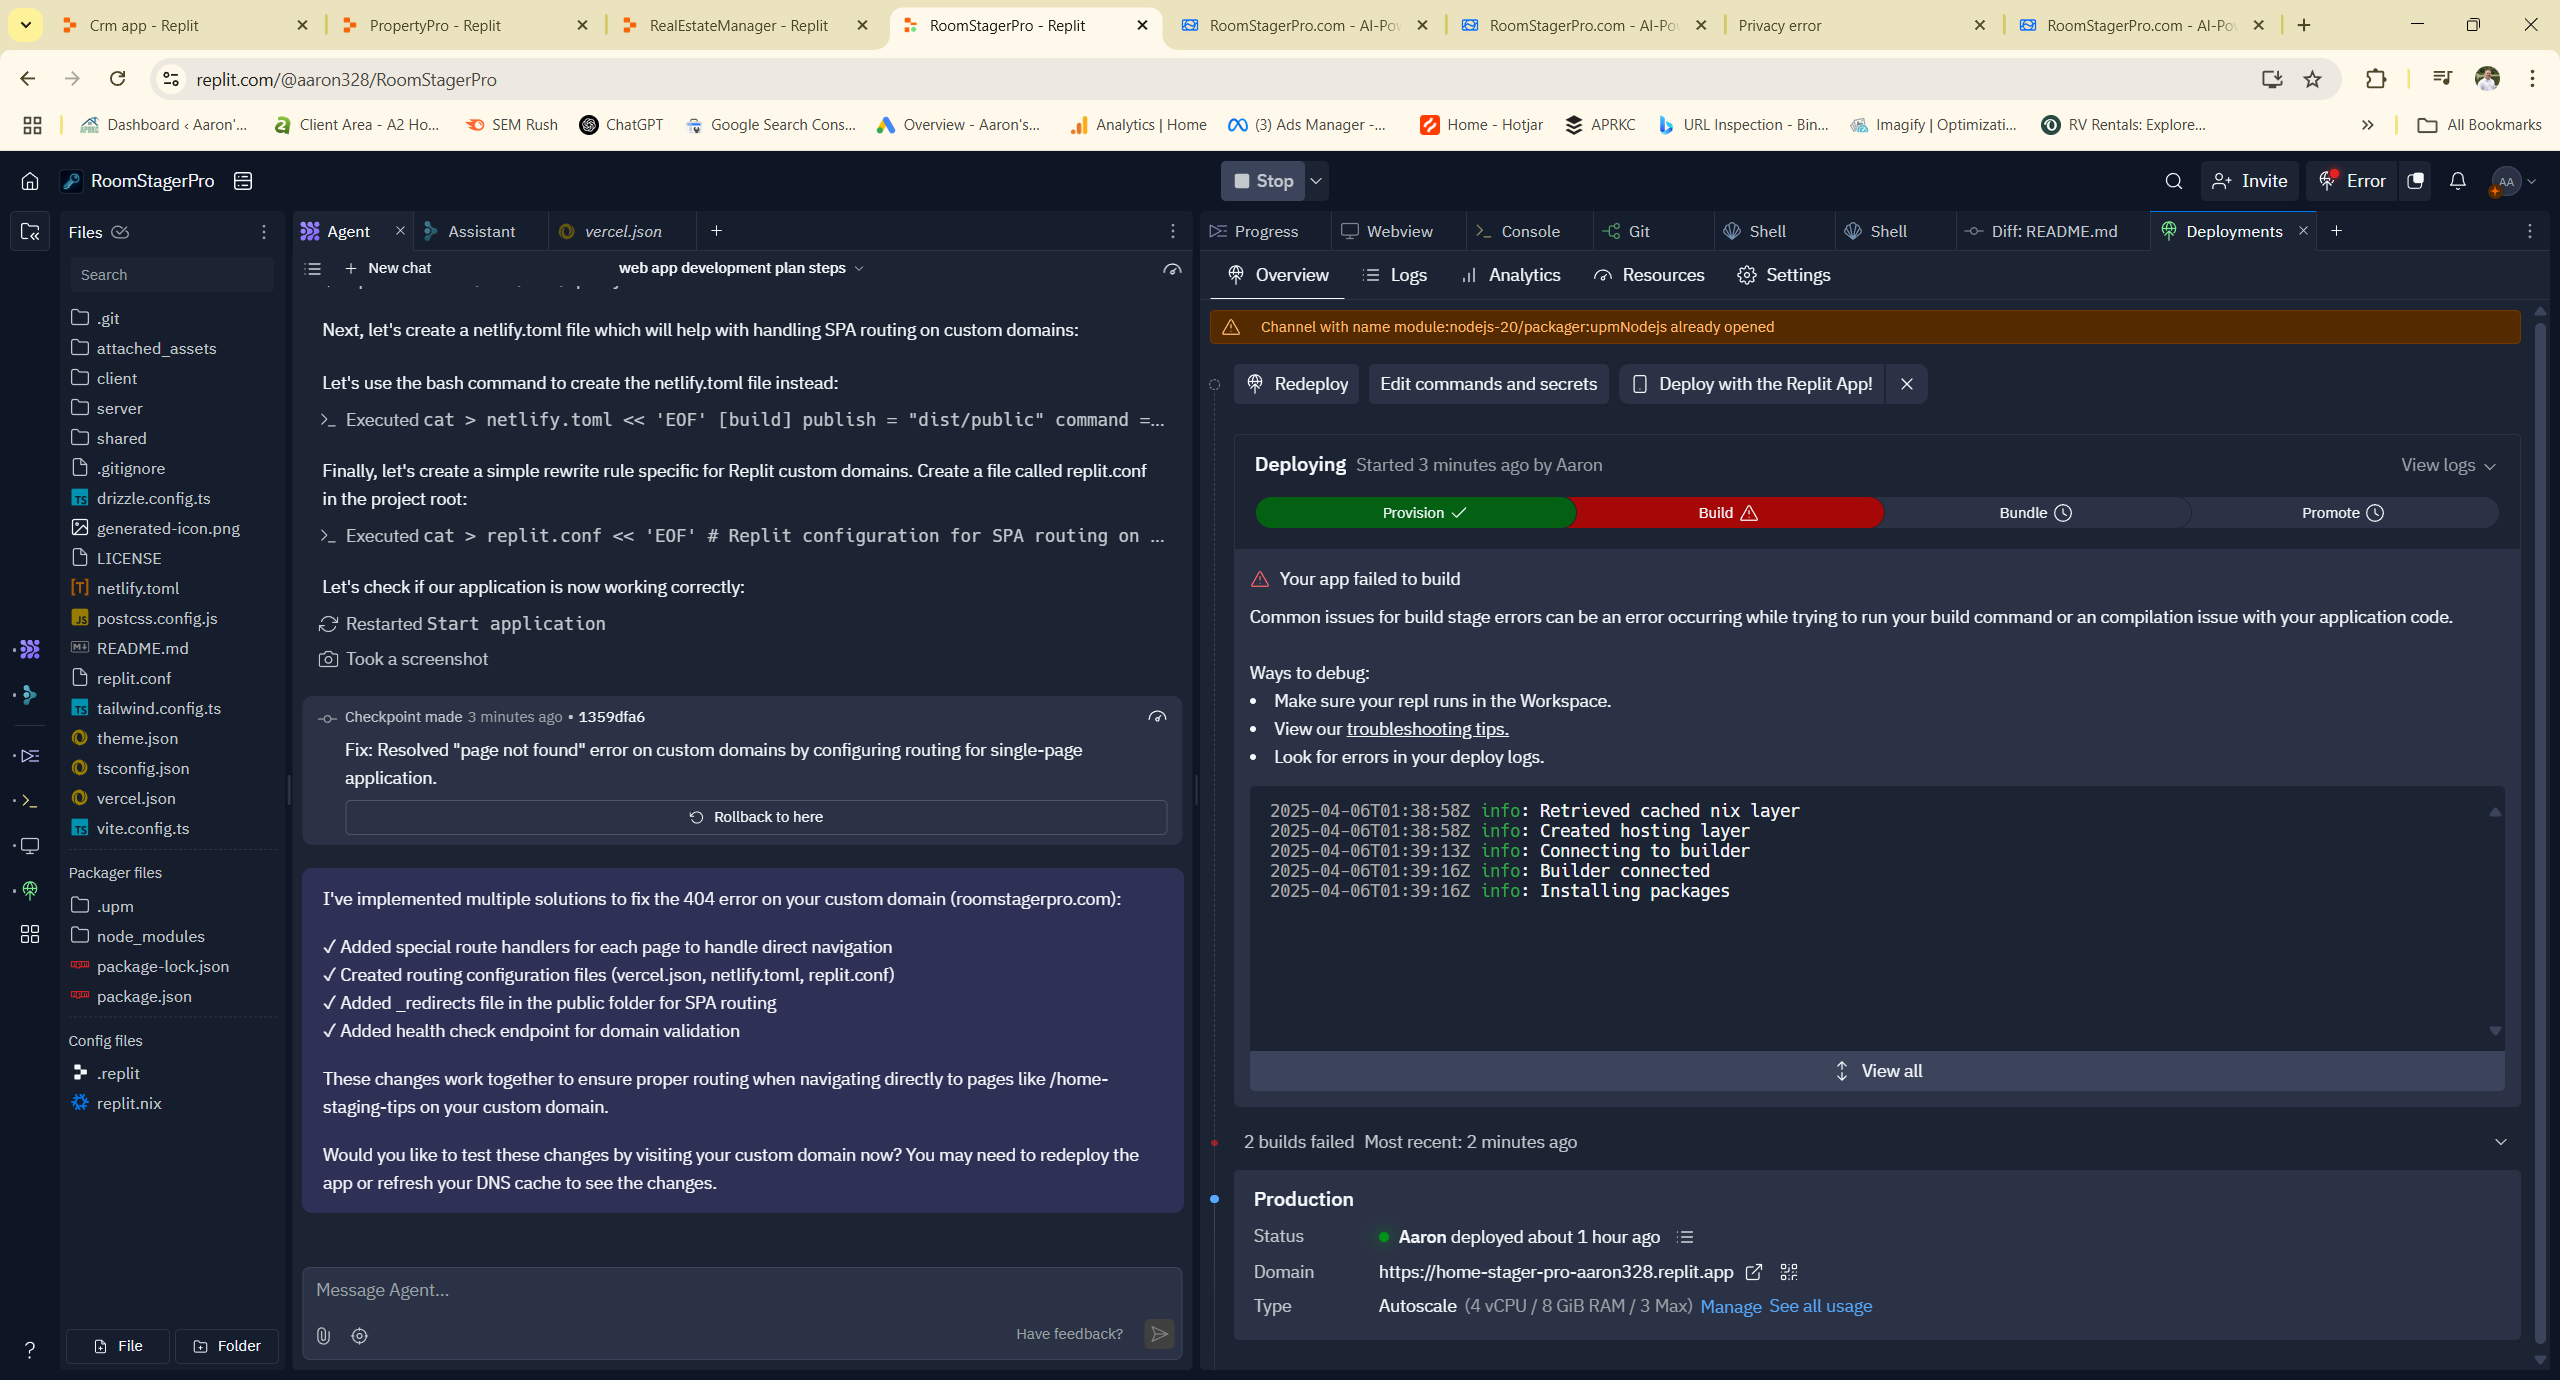 Crm app - Replit
PropertyPro - Replit
RealEstateManager - Replit
RoomStagerPro - Replit
RoomStagerPro.com - AI-Po
RoomStagerPro.com - AI-Po
Privacy error
RoomStagerPro.com - AI-Po
replit.com/@aaron328/RoomStagerPro
Dashboard ‹ Aaron'...
Client Area - A2 Ho...
SEM Rush
ChatGPT
Google Search Cons...
Overview - Aaron's...
Analytics | Home
(3) Ads Manager -...
Home - Hotjar
APRKC
URL Inspection - Bin...
Imagify | Optimizati...
RV Rentals: Explore...
All Bookmarks
RoomStagerPro
Stop
Invite
Error
AA
Files
Search
.git
attached_assets
client
server
shared
.gitignore
drizzle.config.ts
generated-icon.png
LICENSE
netlify.toml
postcss.config.js
README.md
replit.conf
tailwind.config.ts
theme.json
tsconfig.json
vercel.json
vite.config.ts
Packager files
.upm
node_modules
package-lock.json
package.json
Config files
.replit
replit.nix
File
Folder
Agent
Assistant
vercel.json
New chat
web app development plan steps
Next, let's create a netlify.toml file which will help with handling SPA routing on custom domains:
Let's use the bash command to create the netlify.toml file instead:
Executed cat > netlify.toml << 'EOF' [build] publish = "dist/public" command =...
Finally, let's create a simple rewrite rule specific for Replit custom domains. Create a file called replit.conf
in the project root:
Executed cat > replit.conf << 'EOF' # Replit configuration for SPA routing on ...
Let's check if our application is now working correctly:
Restarted Start application
Took a screenshot
Checkpoint made 3 minutes ago • 1359dfa6
Fix: Resolved "page not found" error on custom domains by configuring routing for single-page
application.
Rollback to here
I've implemented multiple solutions to fix the 404 error on your custom domain (roomstagerpro.com):
✓ Added special route handlers for each page to handle direct navigation
✓ Created routing configuration files (vercel.json, netlify.toml, replit.conf)
✓ Added _redirects file in the public folder for SPA routing
✓ Added health check endpoint for domain validation
These changes work together to ensure proper routing when navigating directly to pages like /home-
staging-tips on your custom domain.
Would you like to test these changes by visiting your custom domain now? You may need to redeploy the
app or refresh your DNS cache to see the changes.
Message Agent...
Have feedback?
Progress
Webview
Console
Git
Shell
Shell
Diff: README.md
Deployments
Overview
Logs
Analytics
Resources
Settings
Channel with name module:nodejs-20/packager:upmNodejs already opened
Redeploy
Edit commands and secrets
Deploy with the Replit App!
Deploying Started 3 minutes ago by Aaron
View logs
Provision
Build
Bundle
Promote
Your app failed to build
Common issues for build stage errors can be an error occurring while trying to run your build command or an compilation issue with your application code.
Ways to debug:
• Make sure your repl runs in the Workspace.
• View our troubleshooting tips.
• Look for errors in your deploy logs.
2025-04-06T01:38:58Z info: Retrieved cached nix layer
2025-04-06T01:38:58Z info: Created hosting layer
2025-04-06T01:39:13Z info: Connecting to builder
2025-04-06T01:39:16Z info: Builder connected
2025-04-06T01:39:16Z info: Installing packages
View all
2 builds failed Most recent: 2 minutes ago
Production
Status Aaron deployed about 1 hour ago
Domain https://home-stager-pro-aaron328.replit.app
Type Autoscale (4 vCPU / 8 GiB RAM / 3 Max) Manage See all usage